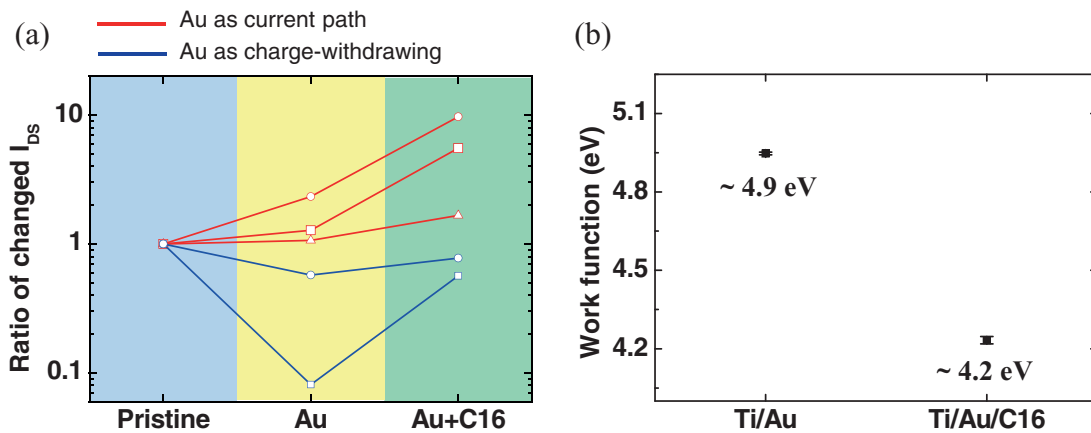 (a)
Au as current path
Au as charge-withdrawing
Ratio of changed I_DS
10
1
0.1
Pristine Au Au+C16
(b)
Work function (eV)
5.1
4.8
4.5
4.2
~ 4.9 eV
~ 4.2 eV
Ti/Au Ti/Au/C16